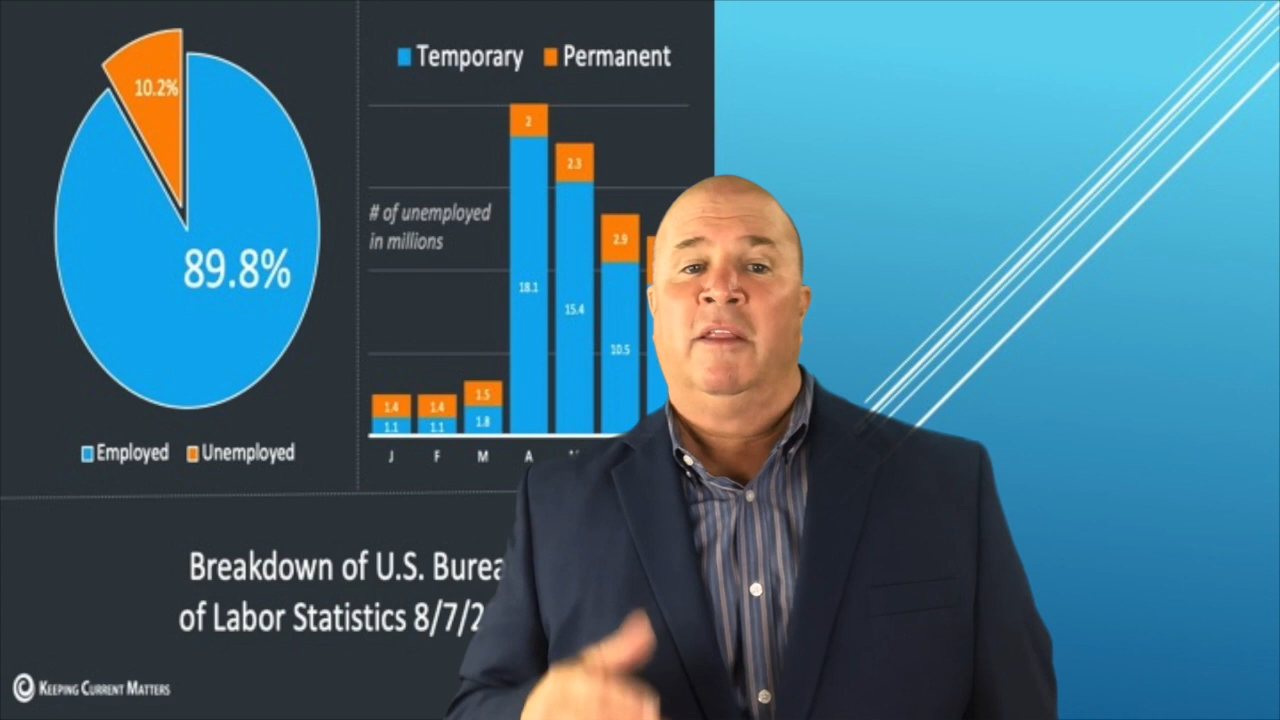 10.2%
89.8%
Employed Unemployed
Temporary Permanent
# of unemployed
in millions
2
2.3
2.9
18.1
15.4
10.5
1.4 1.4 1.5
1.1 1.1 1.8
J F M A
Breakdown of U.S. Burea
of Labor Statistics 8/7/2
KEEPING CURRENT MATTERS